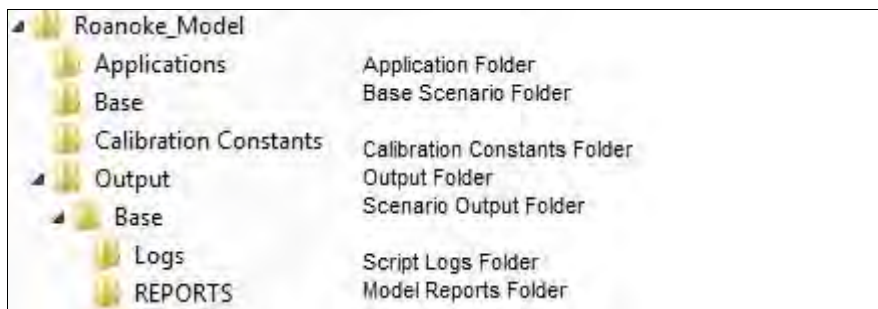 Roanoke_Model
Applications Application Folder
Base Base Scenario Folder
Calibration Constants Calibration Constants Folder
Output Output Folder
Base Scenario Output Folder
Logs Script Logs Folder
REPORTS Model Reports Folder